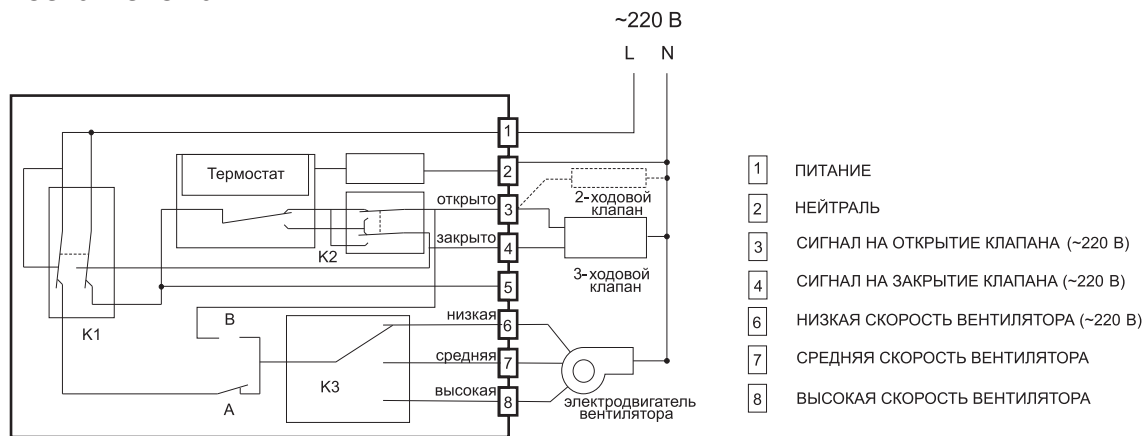 ~220 В
L N
1
2
3
4
5
6
7
8
Термостат
открыто
закрыто
K2
K1
B
A
K3
низкая
средняя
высокая
2-ходовой
клапан
3-ходовой
клапан
электродвигатель
вентилятора
1 ПИТАНИЕ
2 НЕЙТРАЛЬ
3 СИГНАЛ НА ОТКРЫТИЕ КЛАПАНА (~220 В)
4 СИГНАЛ НА ЗАКРЫТИЕ КЛАПАНА (~220 В)
6 НИЗКАЯ СКОРОСТЬ ВЕНТИЛЯТОРА (~220 В)
7 СРЕДНЯЯ СКОРОСТЬ ВЕНТИЛЯТОРА
8 ВЫСОКАЯ СКОРОСТЬ ВЕНТИЛЯТОРА